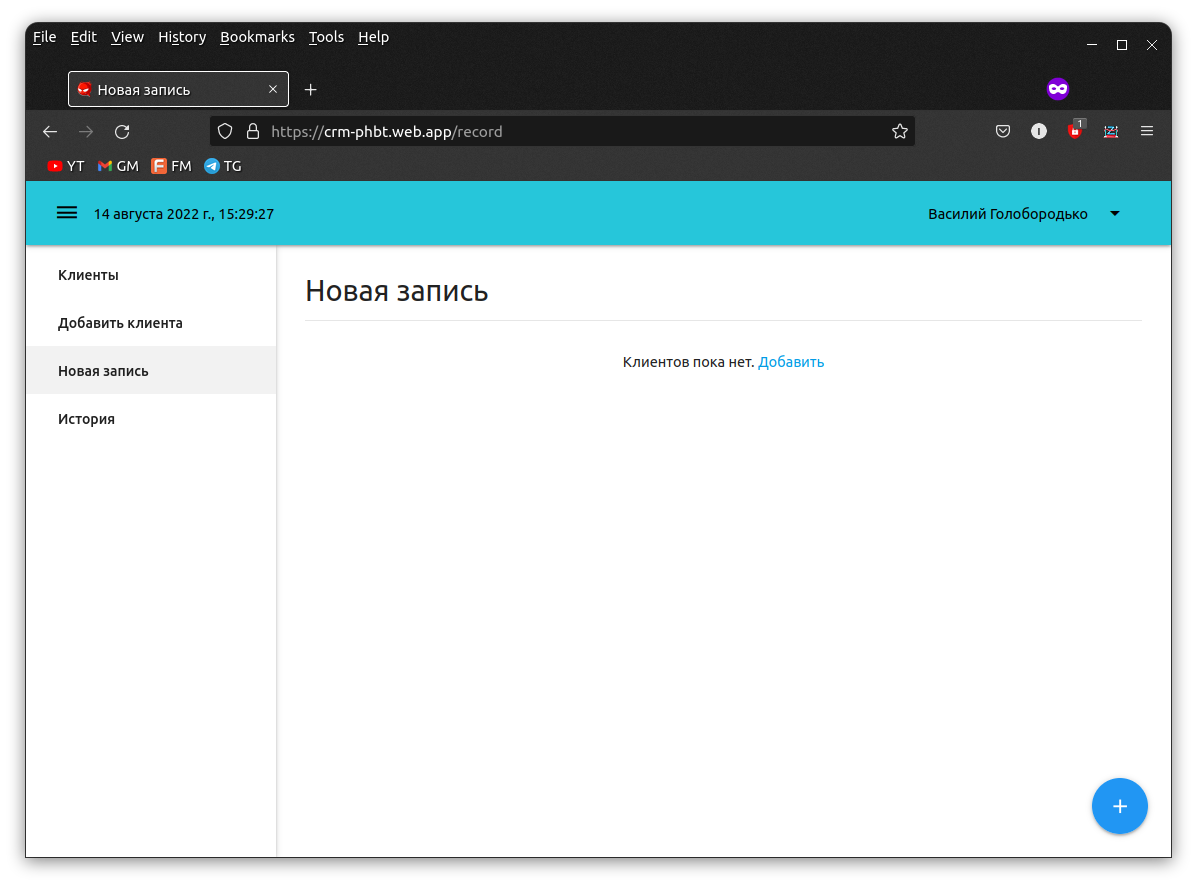 File Edit View History Bookmarks Tools Help
Новая запись
https://crm-phbt.web.app/record
1
YT GM FM TG
14 августа 2022 г., 15:29:27
Василий Голобородько
Клиенты
Добавить клиента
Новая запись
История
Новая запись
Клиентов пока нет. Добавить